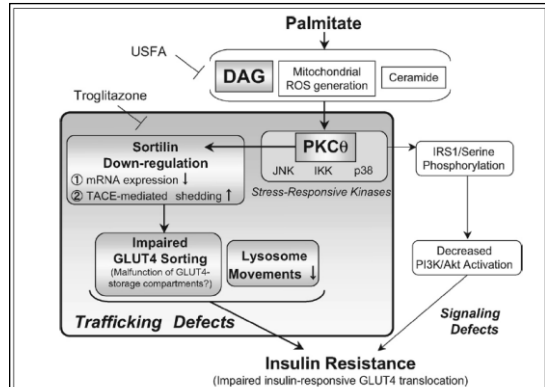 Palmitate
USFA
DAG
Mitochondrial
ROS generation
Ceramide
Troglitazone
Sortilin
Down-regulation
① mRNA expression ↓
② TACE-mediated shedding ↑
PKCθ
JNK IKK p38
Stress-Responsive Kinases
IRS1/Serine
Phosphorylation
Impaired
GLUT4 Sorting
(Malfunction of GLUT4-
storage compartments?)
Lysosome
Movements ↓
Decreased
PI3K/Akt Activation
Trafficking Defects
Signaling
Defects
Insulin Resistance
(Impaired insulin-responsive GLUT4 translocation)